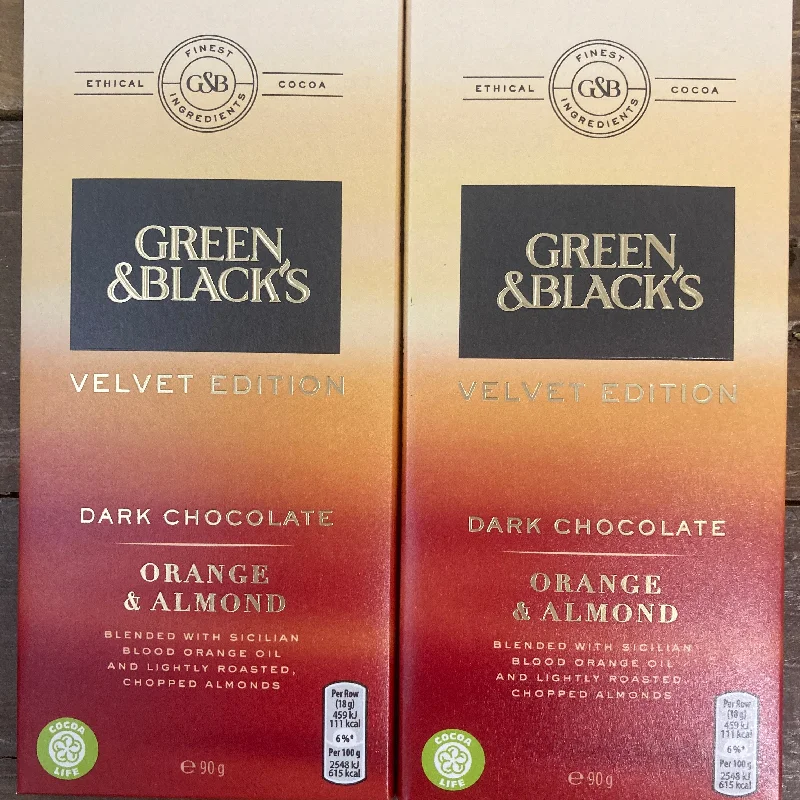 FINEST
ETHICAL G&B COCOA
INGREDIENTS
GREEN
&BLACK'S
VELVET EDITION
DARK CHOCOLATE
ORANGE
& ALMOND
BLENDED WITH SICILIAN
BLOOD ORANGE OIL
AND LIGHTLY ROASTED,
CHOPPED ALMONDS
Per Row
(18g)
459 kJ
111 kcal
6%*
Per 100g
2548 kJ
615 kcal
COCOA
LIFE
℮ 90g
FINEST
ETHICAL G&B COCOA
INGREDIENTS
GREEN
&BLACK'S
VELVET EDITION
DARK CHOCOLATE
ORANGE
& ALMOND
BLENDED WITH SICILIAN
BLOOD ORANGE OIL
AND LIGHTLY ROASTED,
CHOPPED ALMONDS
Per Row
(18g)
459 kJ
111 kcal
6%*
Per 100g
2548 kJ
615 kcal
COCOA
LIFE
℮ 90g